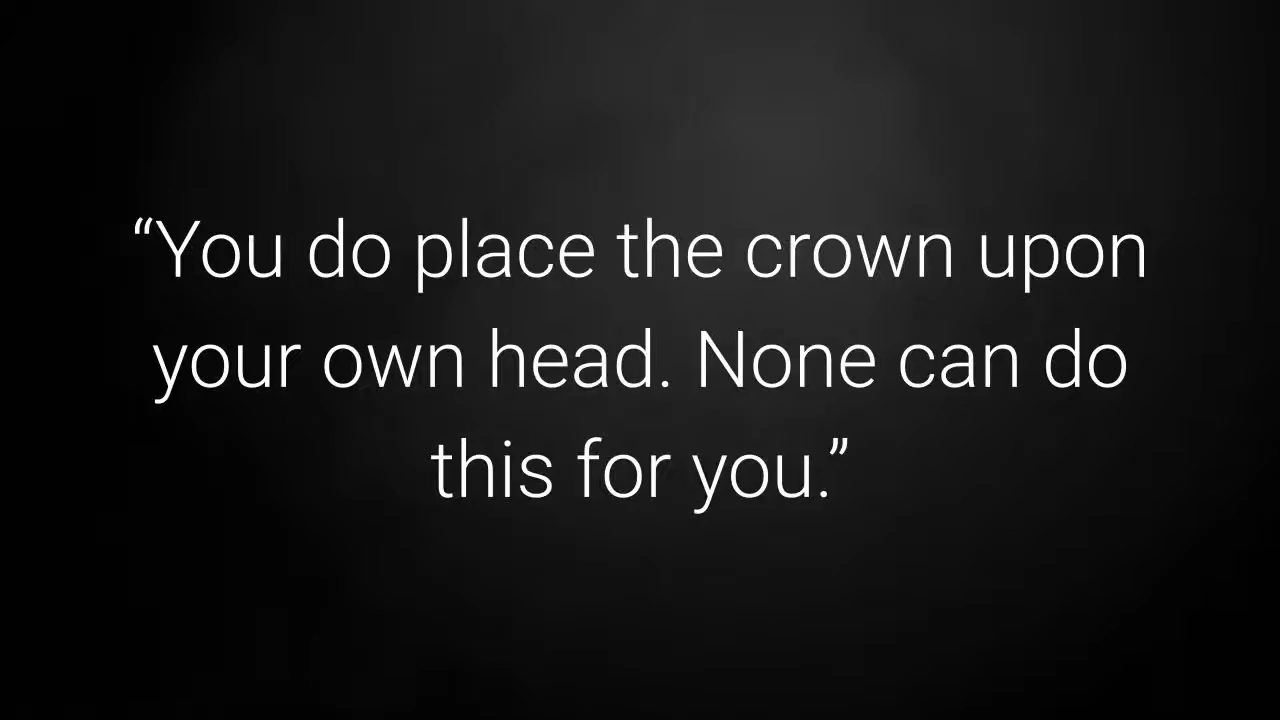 “You do place the crown upon
your own head. None can do
this for you.”